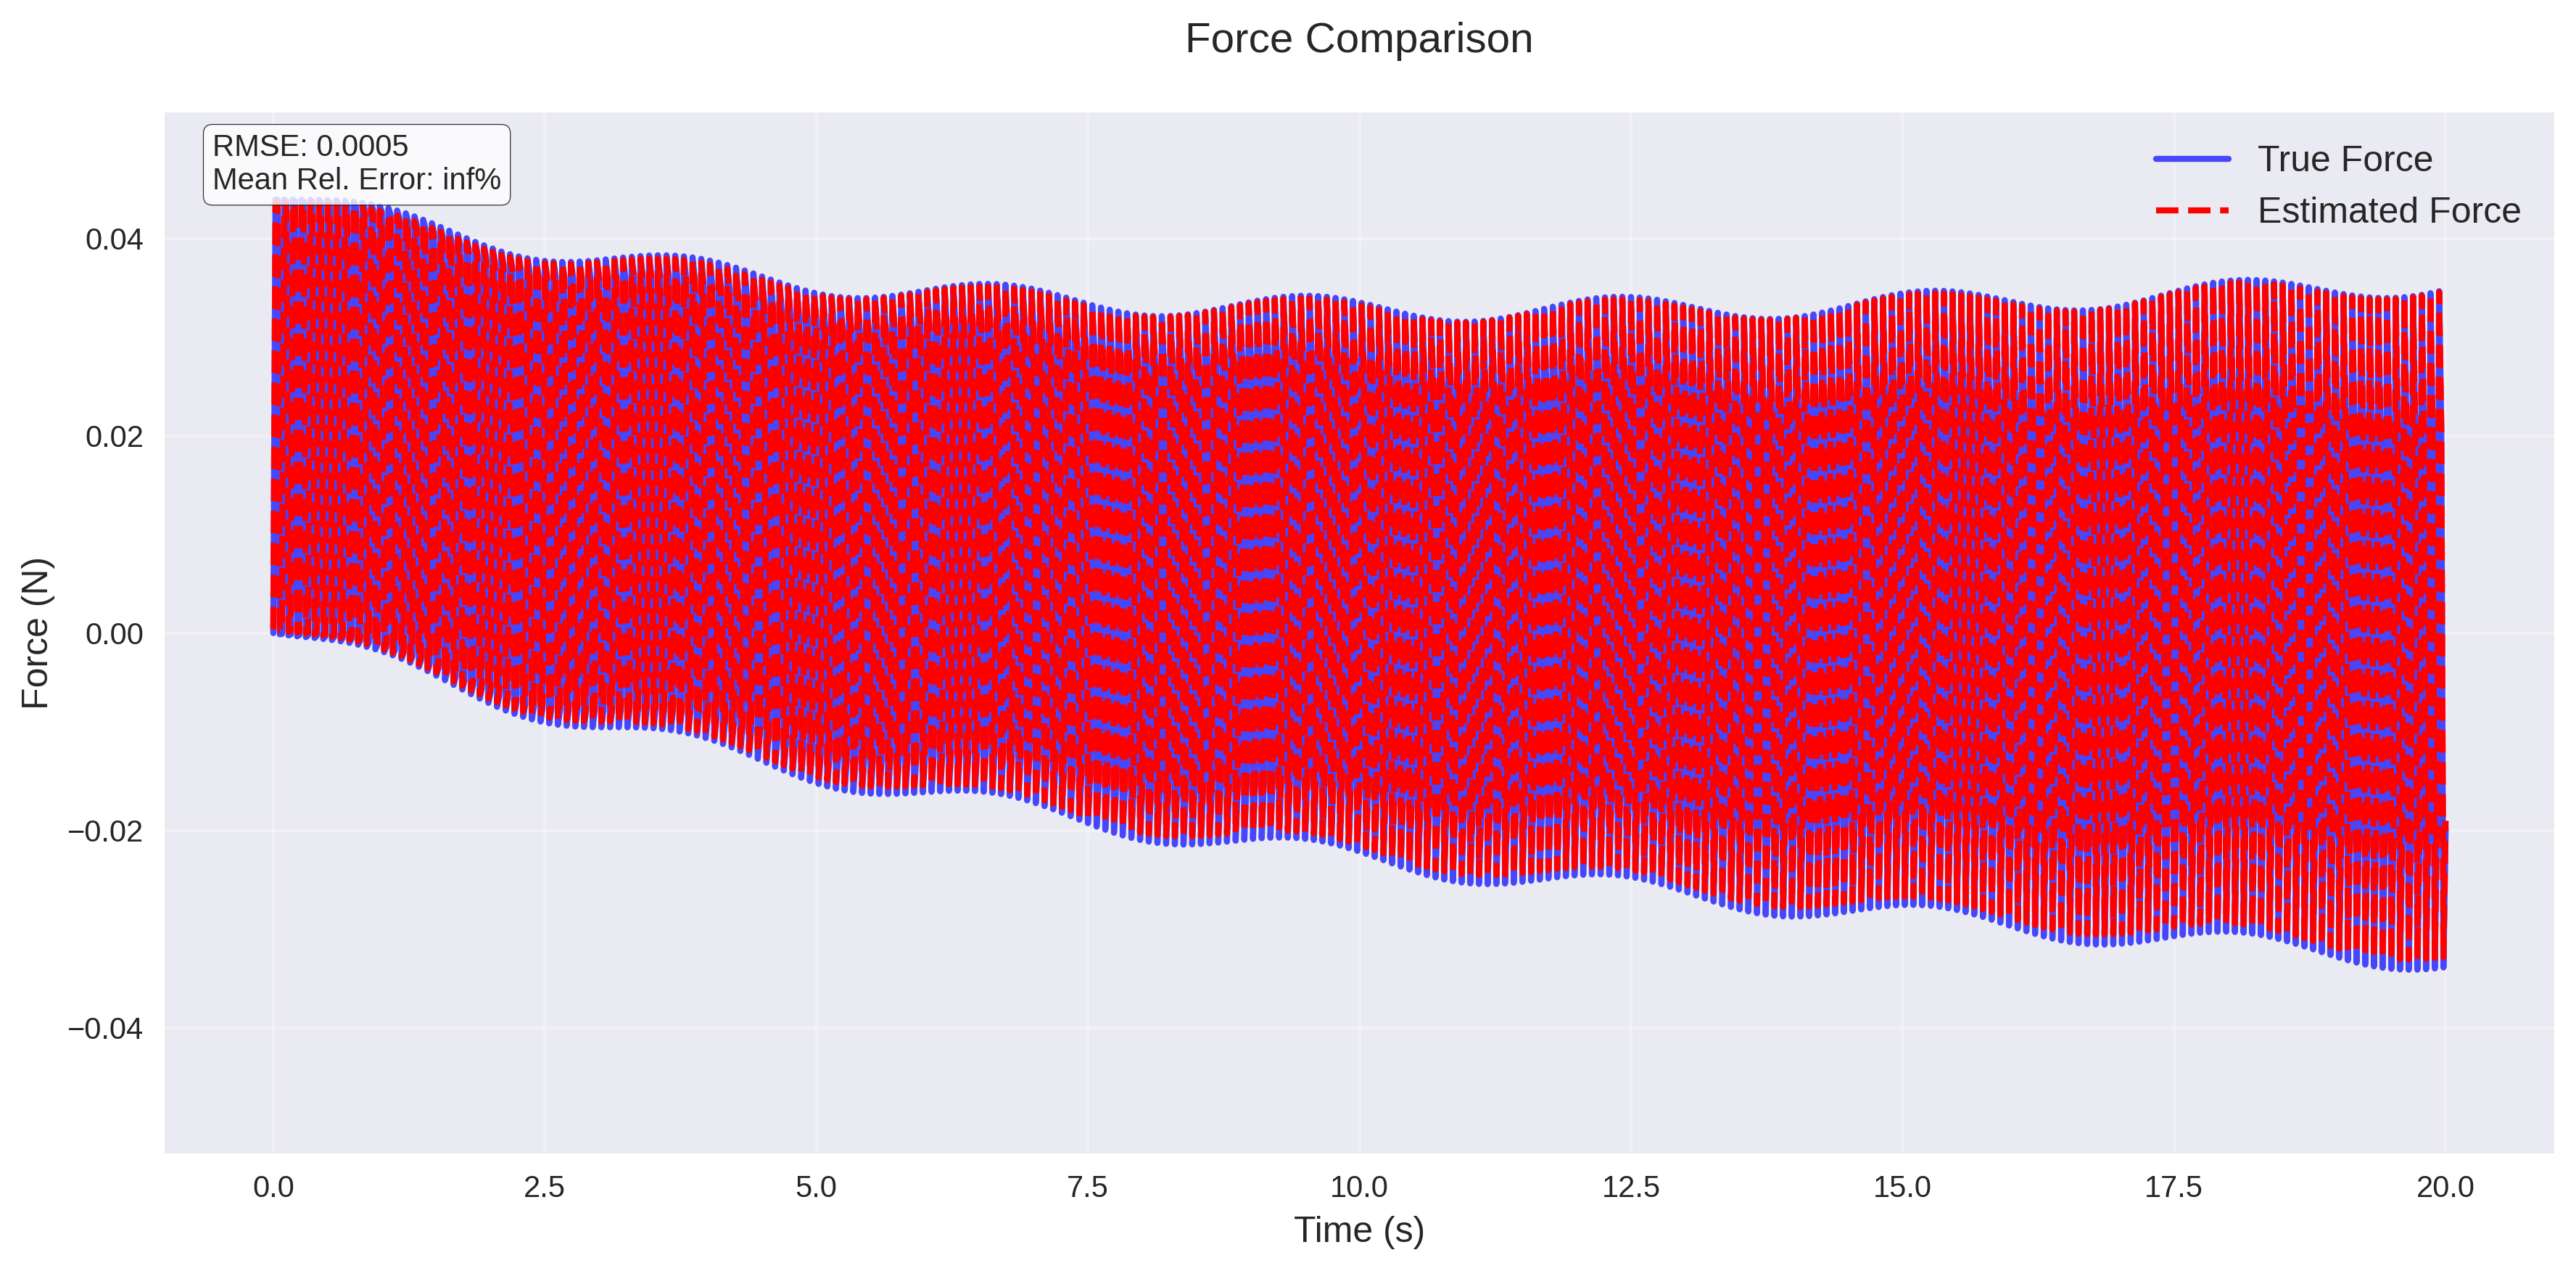 Force Comparison
RMSE: 0.0005
Mean Rel. Error: inf%
True Force
Estimated Force
0.04
0.02
0.00
−0.02
−0.04
Force (N)
0.0 2.5 5.0 7.5 10.0 12.5 15.0 17.5 20.0
Time (s)